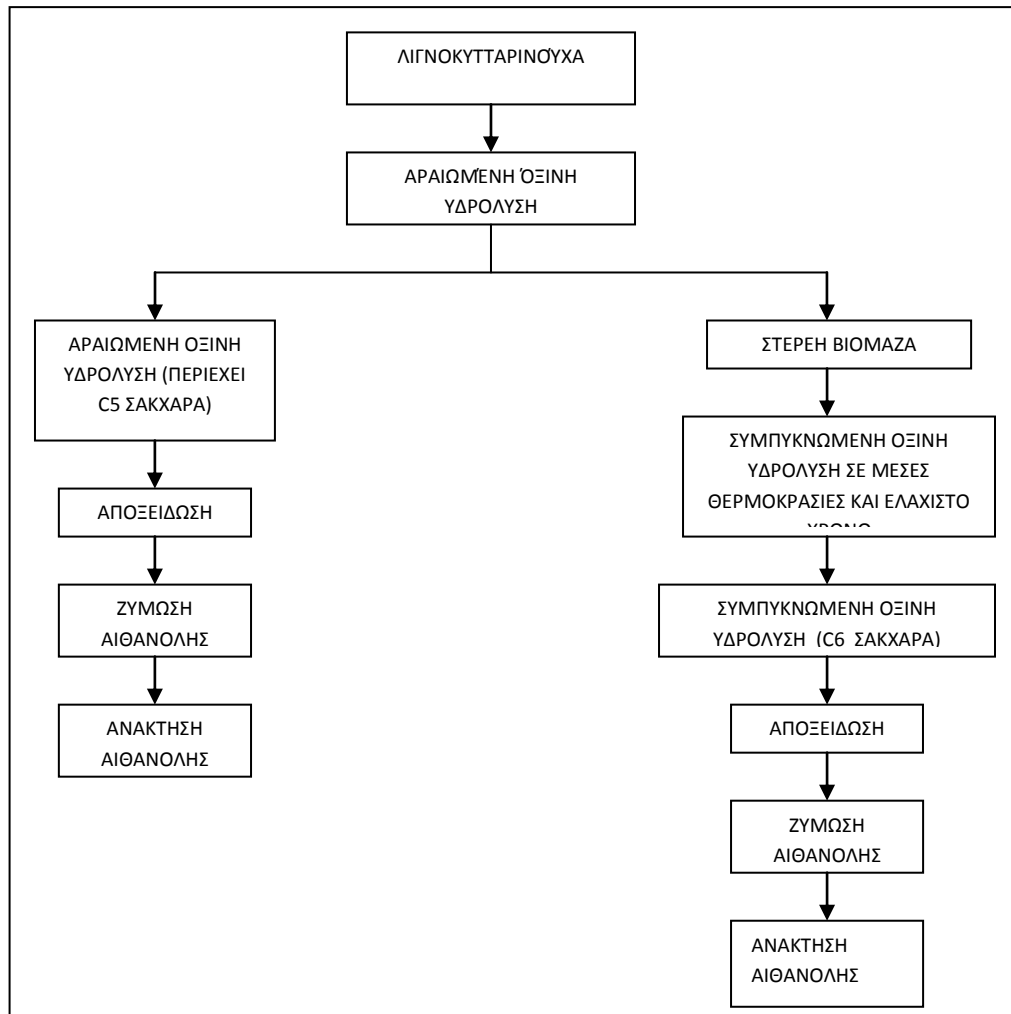 ΛΙΓΝΟΚΥΤΤΑΡΙΝΟΎΧΑ
ΑΡΑΙΩΜΈΝΗ ΌΞΙΝΗ
ΥΔΡΟΛΥΣΗ
ΑΡΑΙΩΜΕΝΗ ΟΞΙΝΗ
ΥΔΡΟΛΥΣΗ (ΠΕΡΙΕΧΕΙ
C5 ΣΑΚΧΑΡΑ)
ΑΠΟΞΕΙΔΩΣΗ
ΖΥΜΩΣΗ
ΑΙΘΑΝΟΛΗΣ
ΑΝΑΚΤΗΣΗ
ΑΙΘΑΝΟΛΗΣ
ΣΤΕΡΕΗ ΒΙΟΜΑΖΑ
ΣΥΜΠΥΚΝΩΜΕΝΗ ΟΞΙΝΗ
ΥΔΡΟΛΥΣΗ ΣΕ ΜΕΣΕΣ
ΘΕΡΜΟΚΡΑΣΙΕΣ ΚΑΙ ΕΛΑΧΙΣΤΟ
ΣΥΜΠΥΚΝΩΜΕΝΗ ΟΞΙΝΗ
ΥΔΡΟΛΥΣΗ (C6 ΣΑΚΧΑΡΑ)
ΑΠΟΞΕΙΔΩΣΗ
ΖΥΜΩΣΗ
ΑΙΘΑΝΟΛΗΣ
ΑΝΑΚΤΗΣΗ
ΑΙΘΑΝΟΛΗΣ